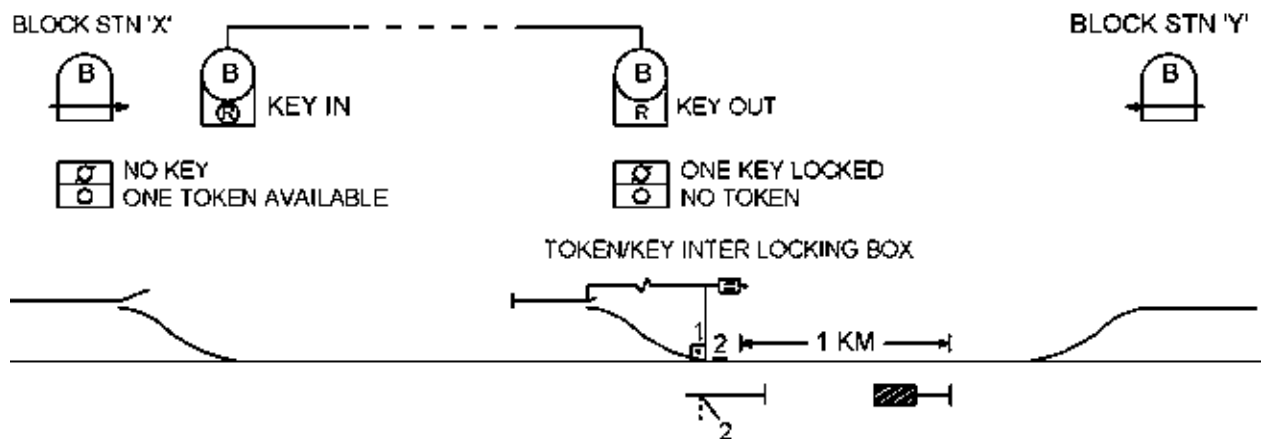 BLOCK STN 'X'
BLOCK STN 'Y'
B
B
B
B
R
KEY IN
R
KEY OUT
NO KEY
ONE TOKEN AVAILABLE
ONE KEY LOCKED
NO TOKEN
TOKEN/KEY INTER LOCKING BOX
1
2
1 KM
2